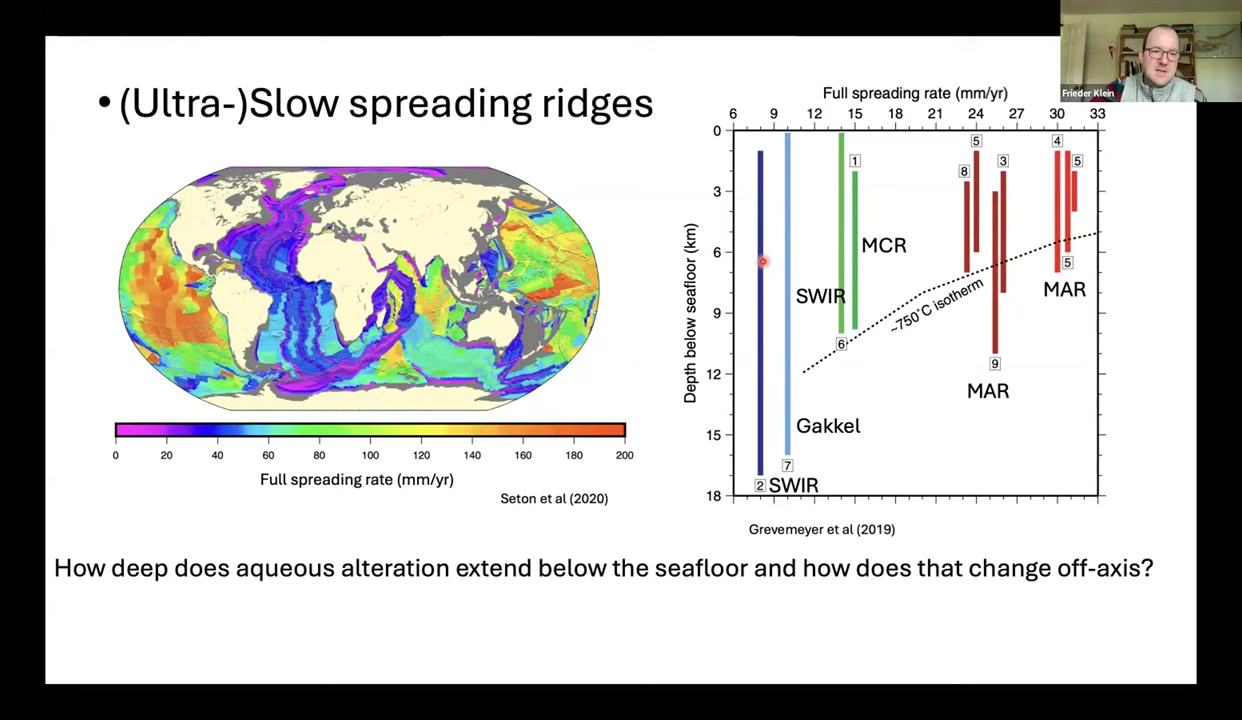 • (Ultra-)Slow spreading ridges
0 20 40 60 80 100 120 140 160 180 200
Full spreading rate (mm/yr)
Seton et al (2020)
Full spreading rate (mm/yr)
6 9 12 15 18 21 24 27 30 33
Depth below seafloor (km)
0
3
6
9
12
15
18
1
MCR
SWIR
6
Gakkel
7
2 SWIR
8
5
3
~750°C isotherm
9
MAR
4
5
5
MAR
Grevemeyer et al (2019)
How deep does aqueous alteration extend below the seafloor and how does that change off-axis?
Frieder Klein